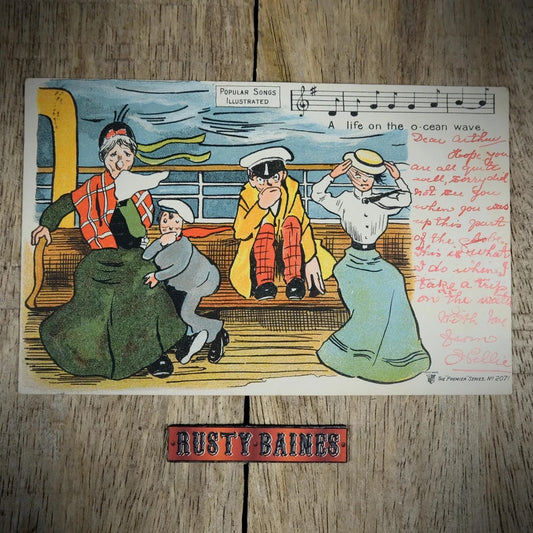 POPULAR SONGS
ILLUSTRATED
A life on the o-cean wave.
Dear Arthur
Hope you
are all quite
well, sorry did
not see you
when you was
up this part
of the Globe.
This is what
I do when I
take a trip
on the water
With love
from
Nellie
THE PREMIER SERIES. No 2071
RUSTY BAINES